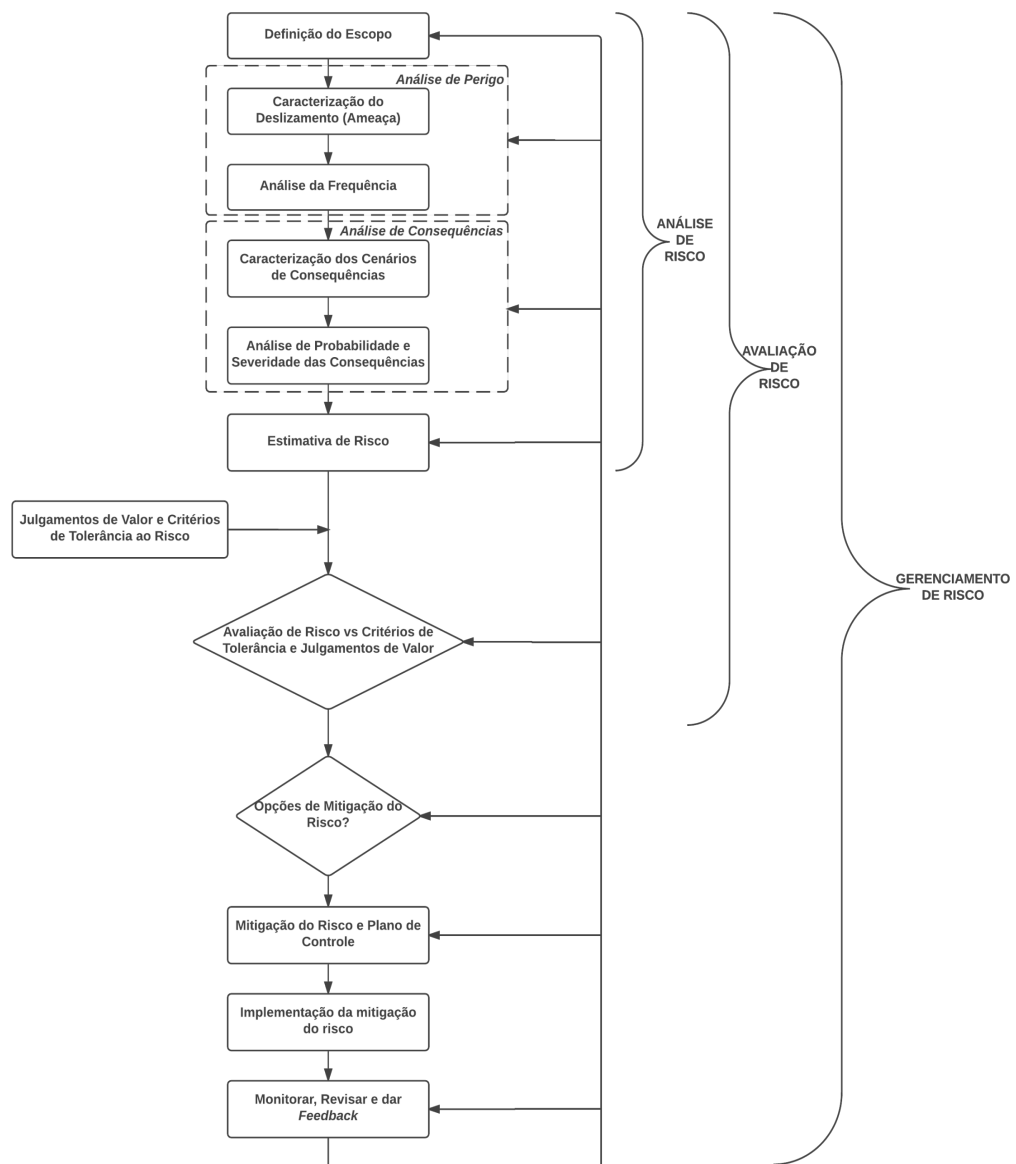 Definição do Escopo
Análise de Perigo
Caracterização do
Deslizamento (Ameaça)
Análise da Frequência
Análise de Consequências
Caracterização dos Cenários
de Consequências
Análise de Probabilidade e
Severidade das Consequências
Estimativa de Risco
Julgamentos de Valor e Critérios
de Tolerância ao Risco
Avaliação de Risco vs Critérios de
Tolerância e Julgamentos de Valor
Opções de Mitigação do
Risco?
Mitigação do Risco e Plano de
Controle
Implementação da mitigação
do risco
Monitorar, Revisar e dar
Feedback
ANÁLISE
DE
RISCO
AVALIAÇÃO
DE
RISCO
GERENCIAMENTO
DE RISCO